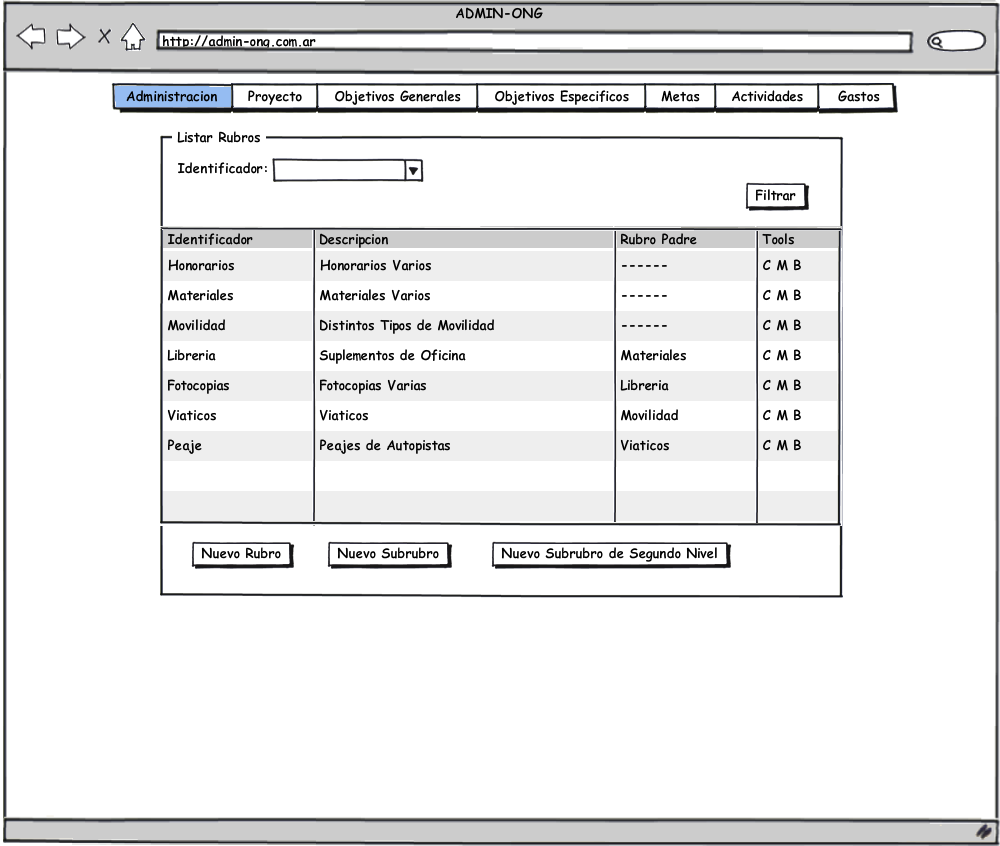 ADMIN-ONG
http://admin-ong.com.ar
Administracion Proyecto Objetivos Generales Objetivos Especificos Metas Actividades Gastos
Listar Rubros
Identificador:
Filtrar
Identificador Descripcion Rubro Padre Tools
Honorarios Honorarios Varios ------ C M B
Materiales Materiales Varios ------ C M B
Movilidad Distintos Tipos de Movilidad ------ C M B
Libreria Suplementos de Oficina Materiales C M B
Fotocopias Fotocopias Varias Libreria C M B
Viaticos Viaticos Movilidad C M B
Peaje Peajes de Autopistas Viaticos C M B
Nuevo Rubro Nuevo Subrubro Nuevo Subrubro de Segundo Nivel